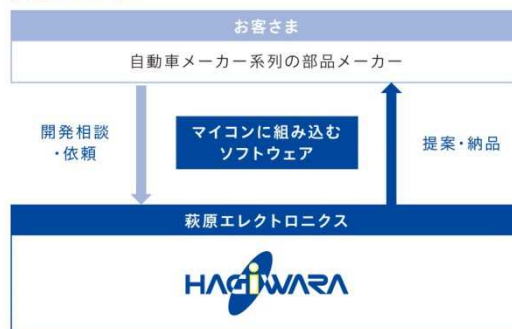 お客さま
自動車メーカー系列の部品メーカー
開発相談
・依頼
マイコンに組み込む
ソフトウェア
提案・納品
萩原エレクトロニクス
HAGiWARA